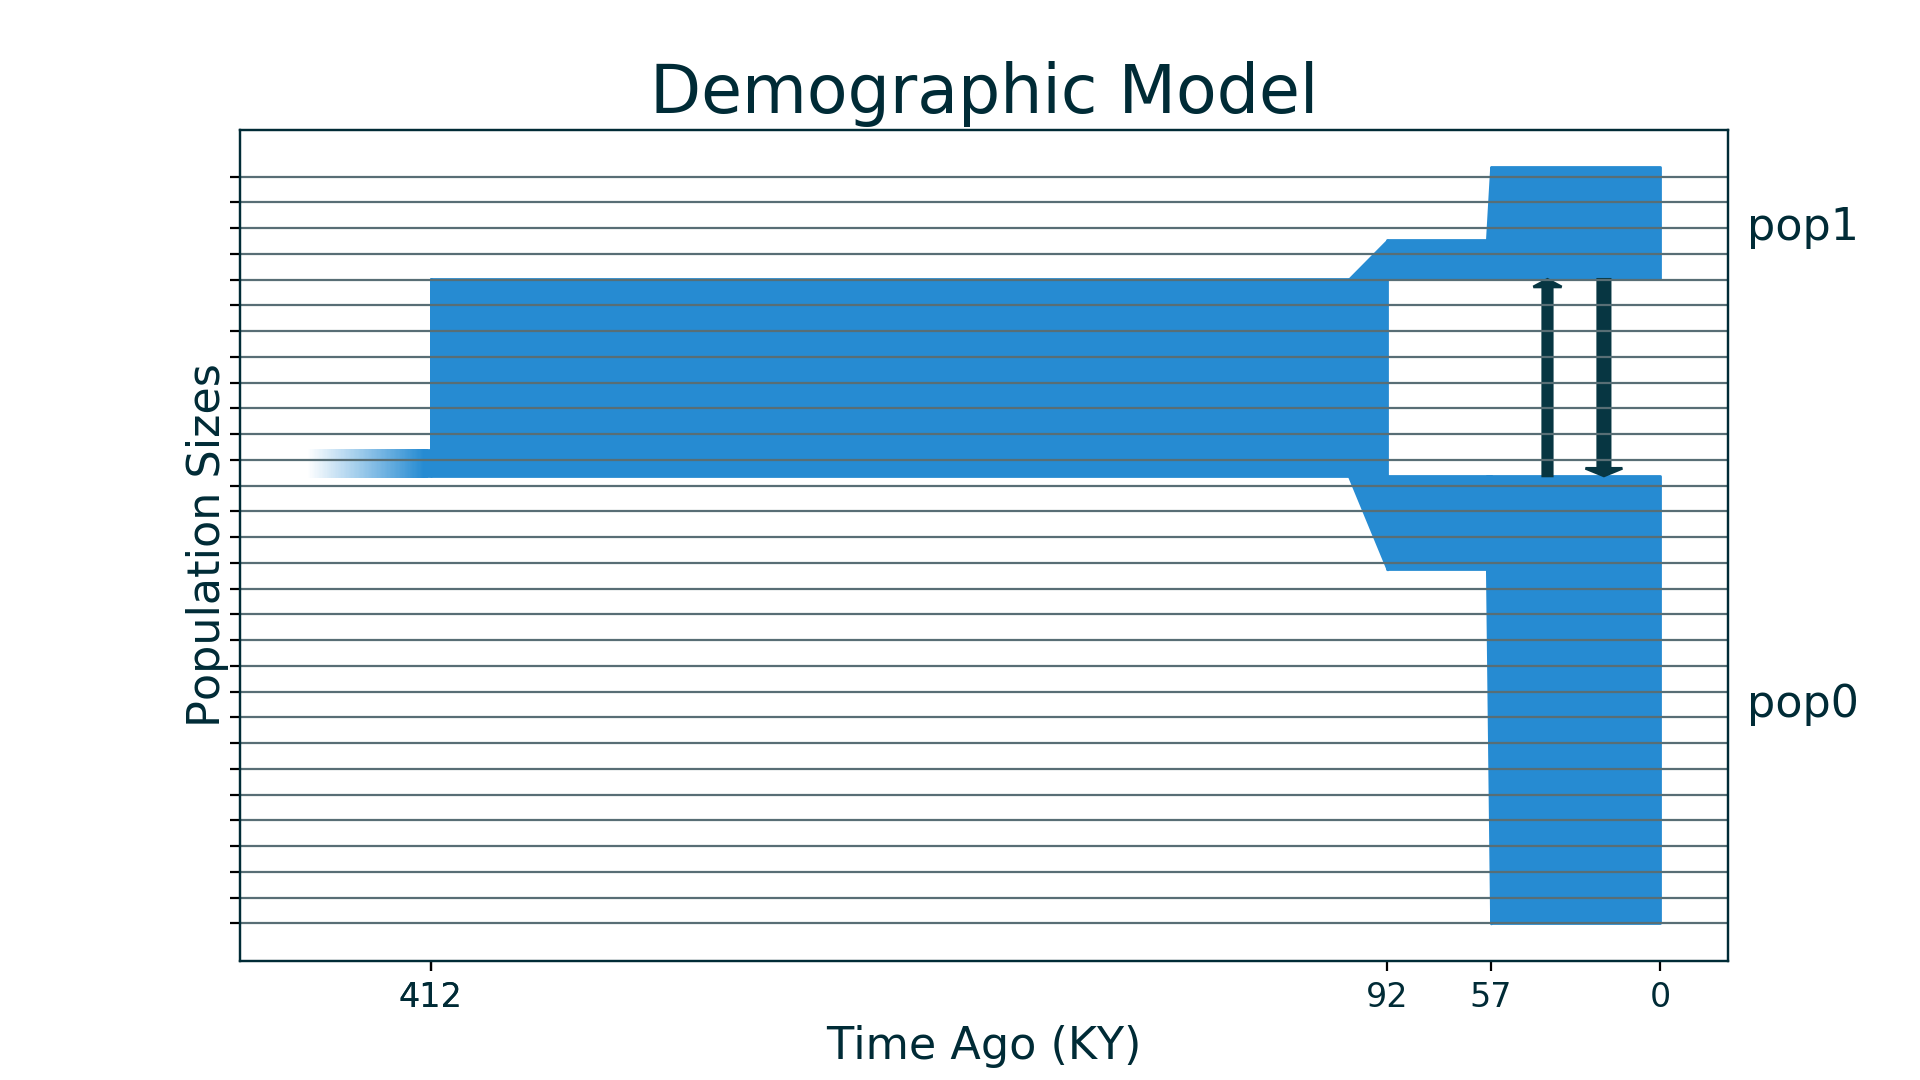 Demographic Model
pop1
Population Sizes
pop0
412 92 57 0
Time Ago (KY)